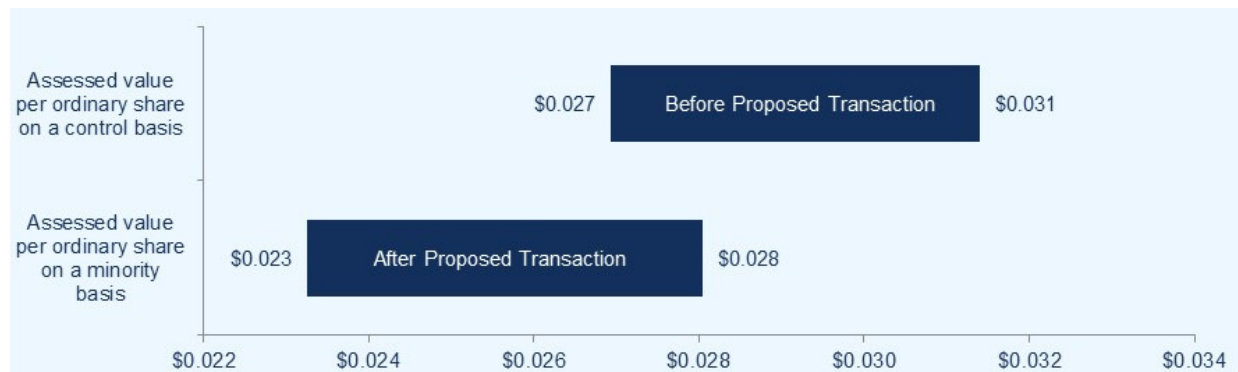 Assessed value
per ordinary share
on a control basis
$0.027
Before Proposed Transaction
$0.031
Assessed value
per ordinary share
on a minority
basis
$0.023
After Proposed Transaction
$0.028
$0.022 $0.024 $0.026 $0.028 $0.030 $0.032 $0.034